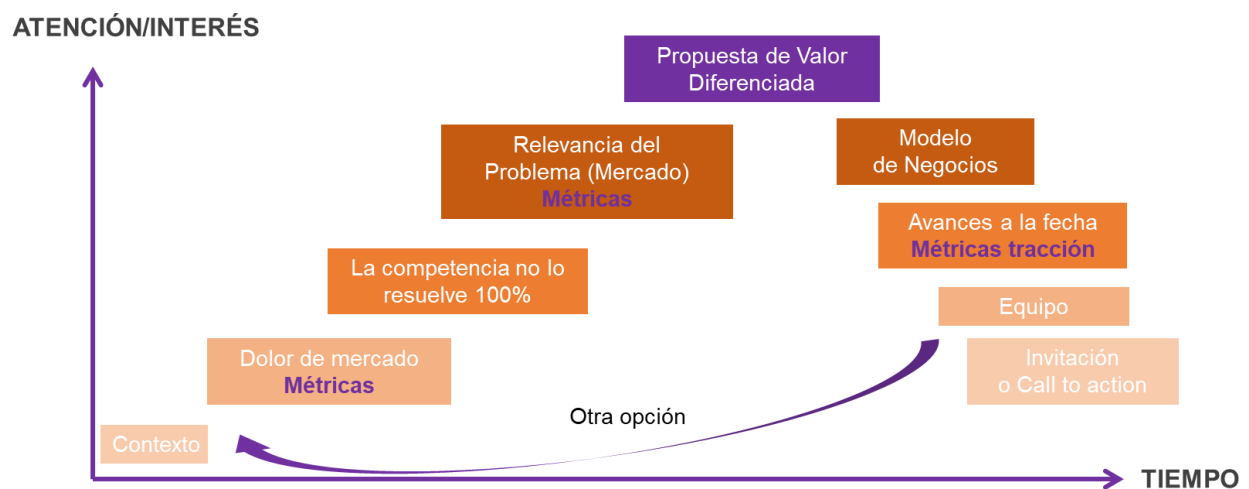 ATENCIÓN/INTERÉS
Propuesta de Valor
Diferenciada
Relevancia del
Problema (Mercado)
Métricas
Modelo
de Negocios
Avances a la fecha
Métricas tracción
La competencia no lo
resuelve 100%
Equipo
Dolor de mercado
Métricas
Invitación
o Call to action
Otra opción
Contexto
TIEMPO